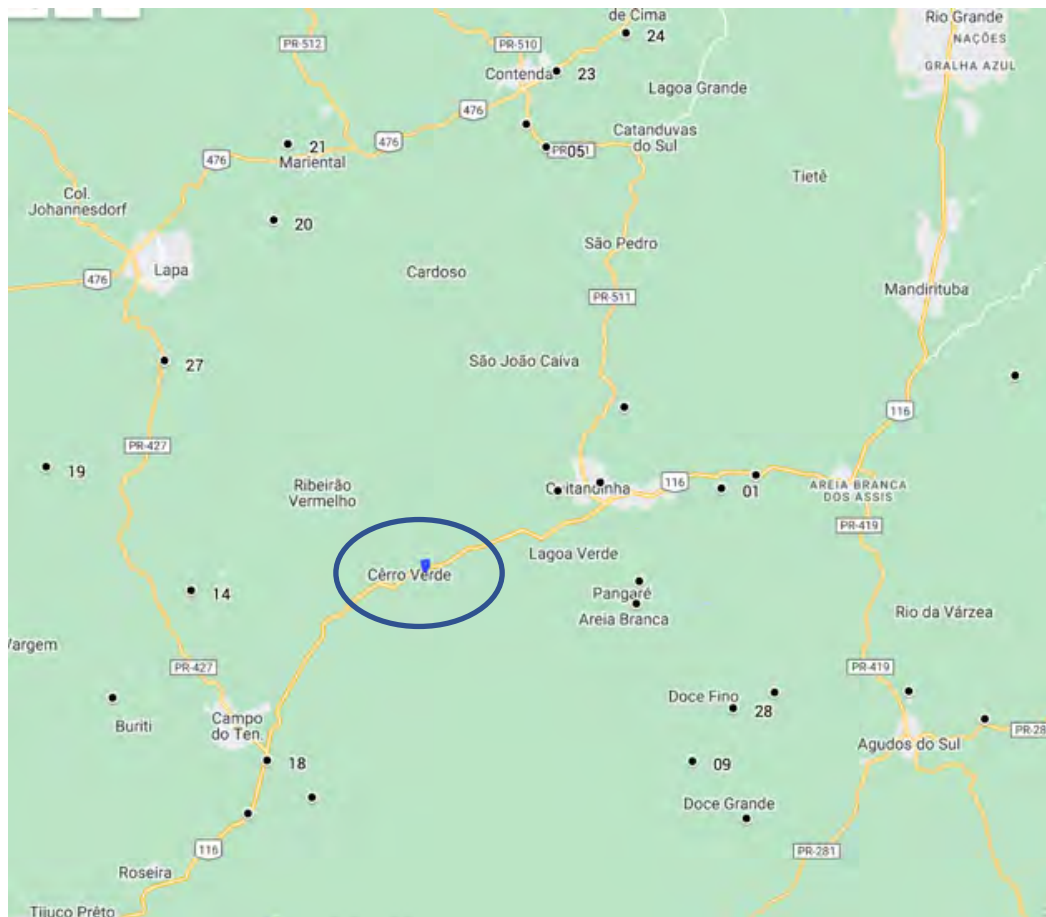 de Cima
24
Rio Grande
NAÇÕES
GRALHA AZUL
PR-512
PR-510
Contenda
23
Lagoa Grande
476
476
476
21
Mariental
05
Catanduvas
do Sul
Tietê
Col.
Johannesdorf
20
São Pedro
Lapa
476
Cardoso
Mandirituba
PR-511
27
São João Caíva
116
PR-427
19
Ribeirão
Vermelho
Quitandinha
116
01
AREIA BRANCA
DOS ASSIS
PR-419
Lagoa Verde
Cêrro Verde
14
Pangaré
Areia Branca
Rio da Várzea
PR-427
PR-419
Doce Fino
28
Buriti
Campo
do Ten.
Agudos do Sul
PR-28
18
09
Doce Grande
116
PR-281
Roseira
Tijuco Prêto